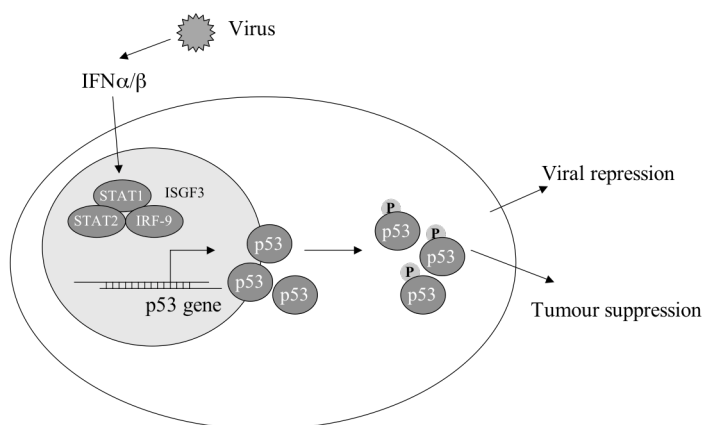 Virus
IFNα/β
STAT1
ISGF3
STAT2
IRF-9
p53 gene
p53
p53
p53
P
p53
P
p53
P
p53
Viral repression
Tumour suppression